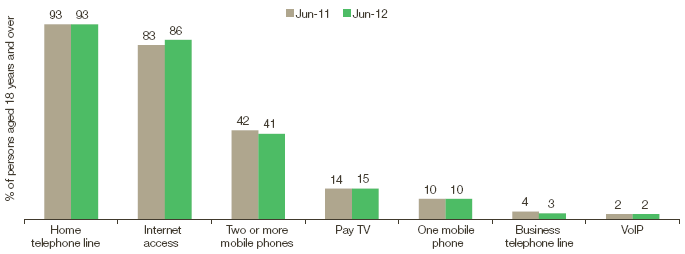 % of persons aged 18 years and over
Jun-11 Jun-12
93 93
83 86
42 41
14 15
10 10
4 3
2 2
Home
telephone line
Internet
access
Two or more
mobile phones
Pay TV
One mobile
phone
Business
telephone line
VoIP